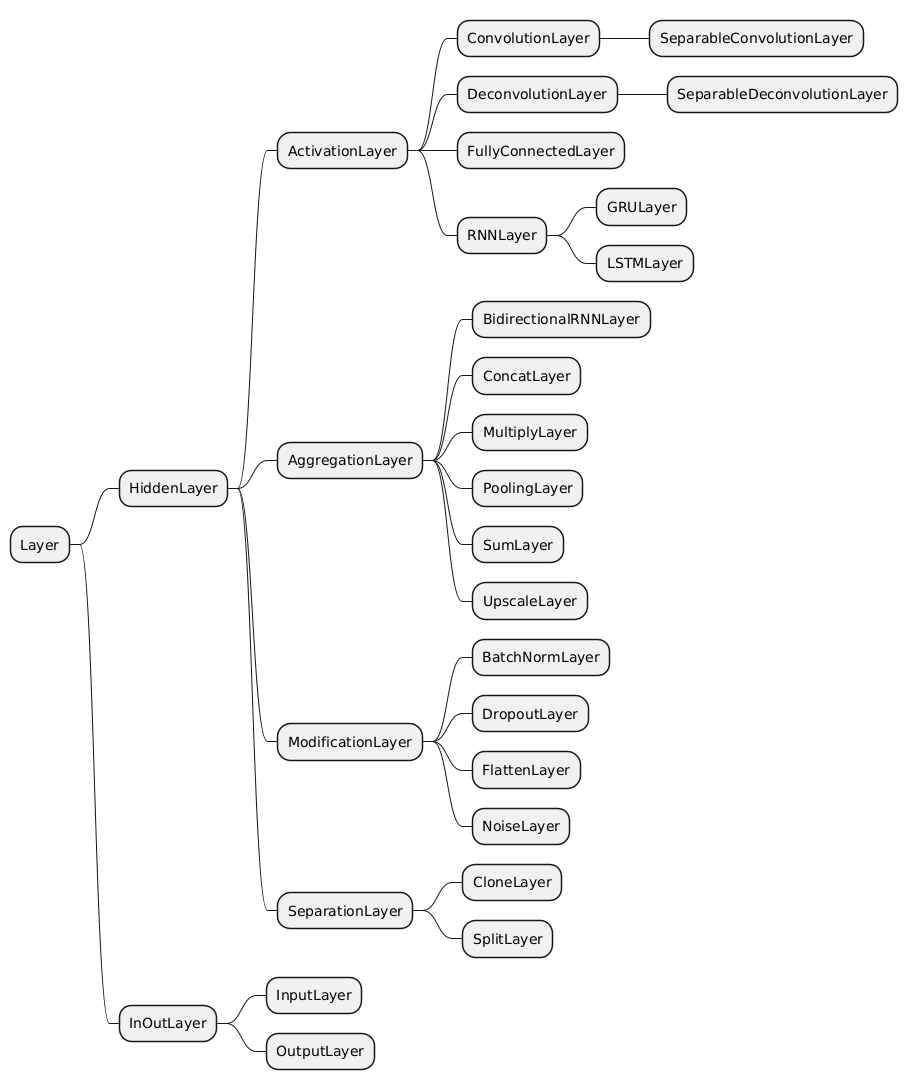 Layer
HiddenLayer
ActivationLayer
ConvolutionLayer
SeparableConvolutionLayer
DeconvolutionLayer
SeparableDeconvolutionLayer
FullyConnectedLayer
RNNLayer
GRULayer
LSTMLayer
AggregationLayer
BidirectionalRNNLayer
ConcatLayer
MultiplyLayer
PoolingLayer
SumLayer
UpscaleLayer
ModificationLayer
BatchNormLayer
DropoutLayer
FlattenLayer
NoiseLayer
SeparationLayer
CloneLayer
SplitLayer
InOutLayer
InputLayer
OutputLayer